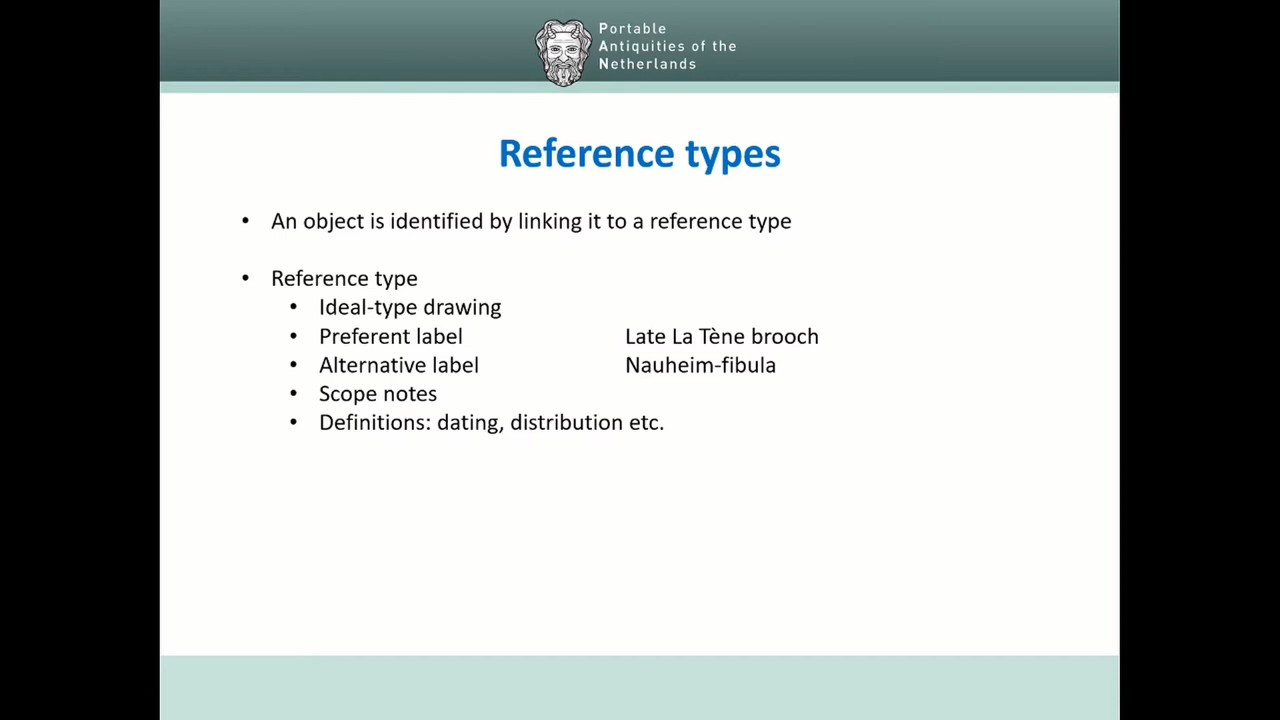 Portable
Antiquities of the
Netherlands
Reference types
• An object is identified by linking it to a reference type
• Reference type
• Ideal-type drawing
• Preferent label Late La Tène brooch
• Alternative label Nauheim-fibula
• Scope notes
• Definitions: dating, distribution etc.